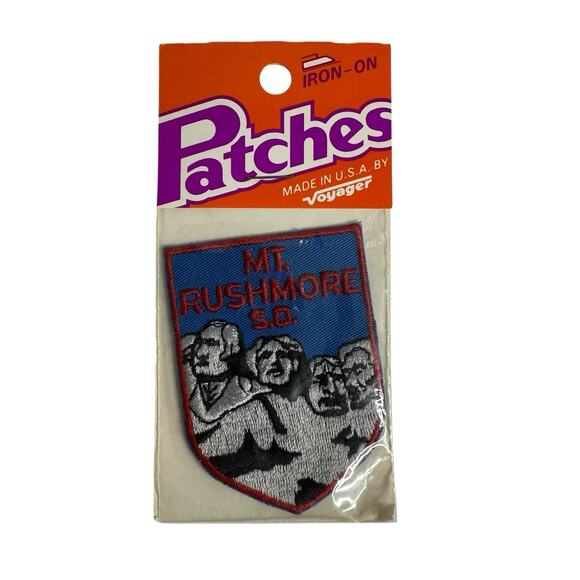 IRON-ON
Patches
MADE IN U.S.A. BY
Voyager
MT.
RUSHMORE
S.D.